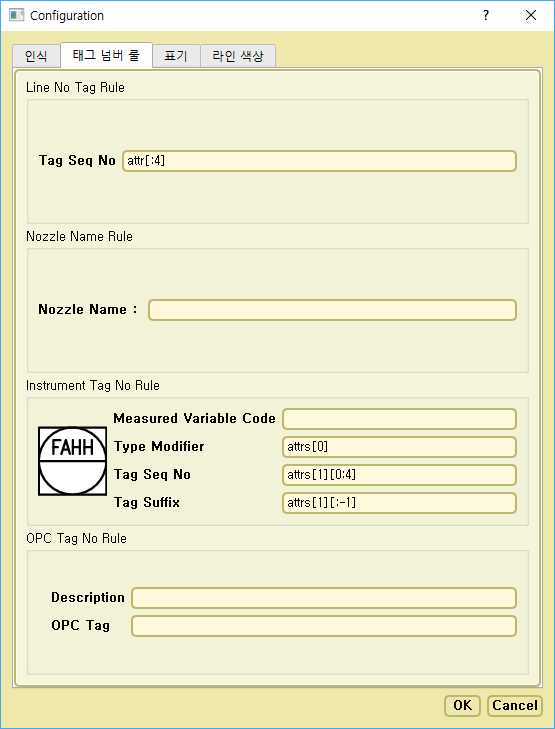 Configuration
?
인식 태그 넘버 룰 표기 라인 색상
Line No Tag Rule
Tag Seq No attr[:4]
Nozzle Name Rule
Nozzle Name :
Instrument Tag No Rule
FAHH
Measured Variable Code
Type Modifier attrs[0]
Tag Seq No attrs[1][0:4]
Tag Suffix attrs[1][:-1]
OPC Tag No Rule
Description
OPC Tag
OK Cancel